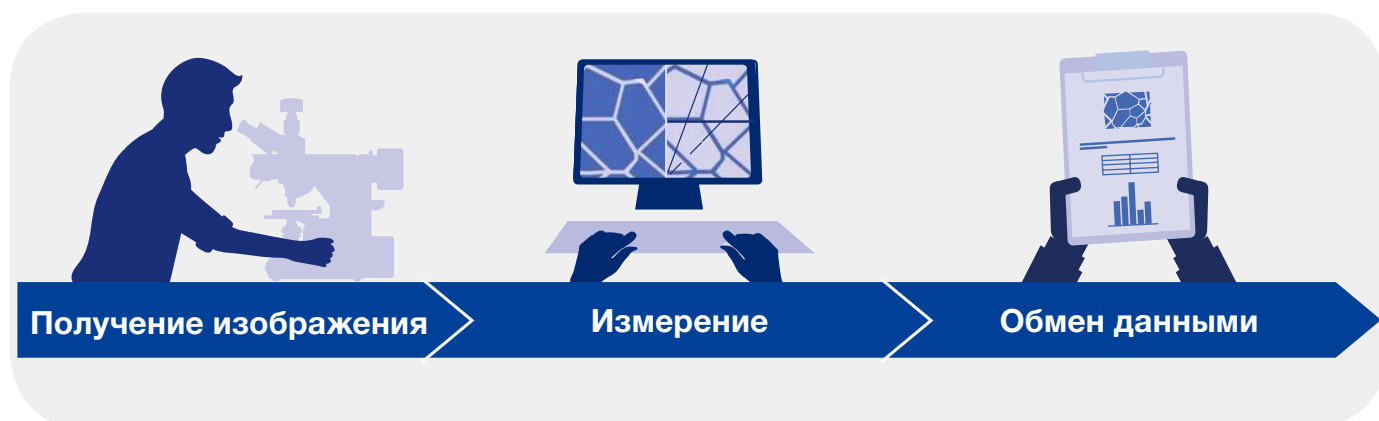 Получение изображения
Измерение
Обмен данными